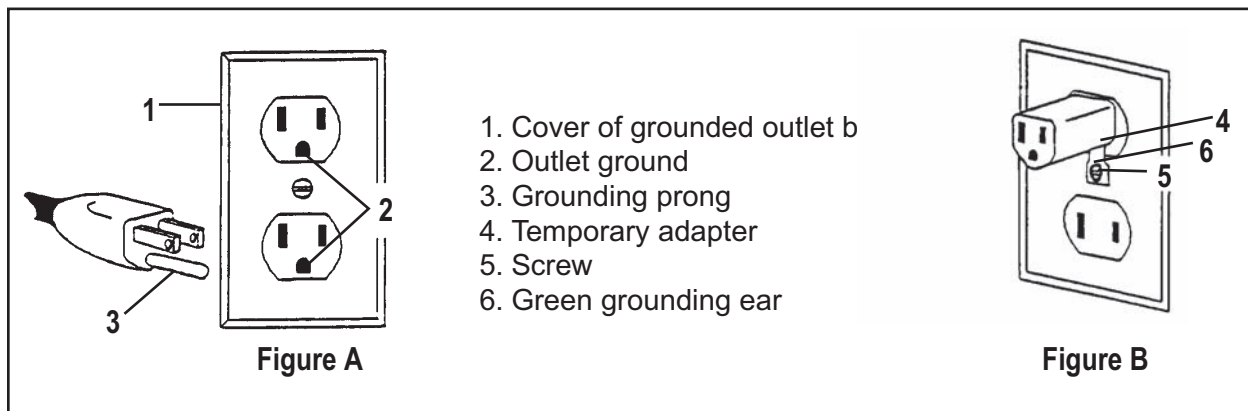 1
2
3
Figure A
1. Cover of grounded outlet b
2. Outlet ground
3. Grounding prong
4. Temporary adapter
5. Screw
6. Green grounding ear
4
6
5
Figure B